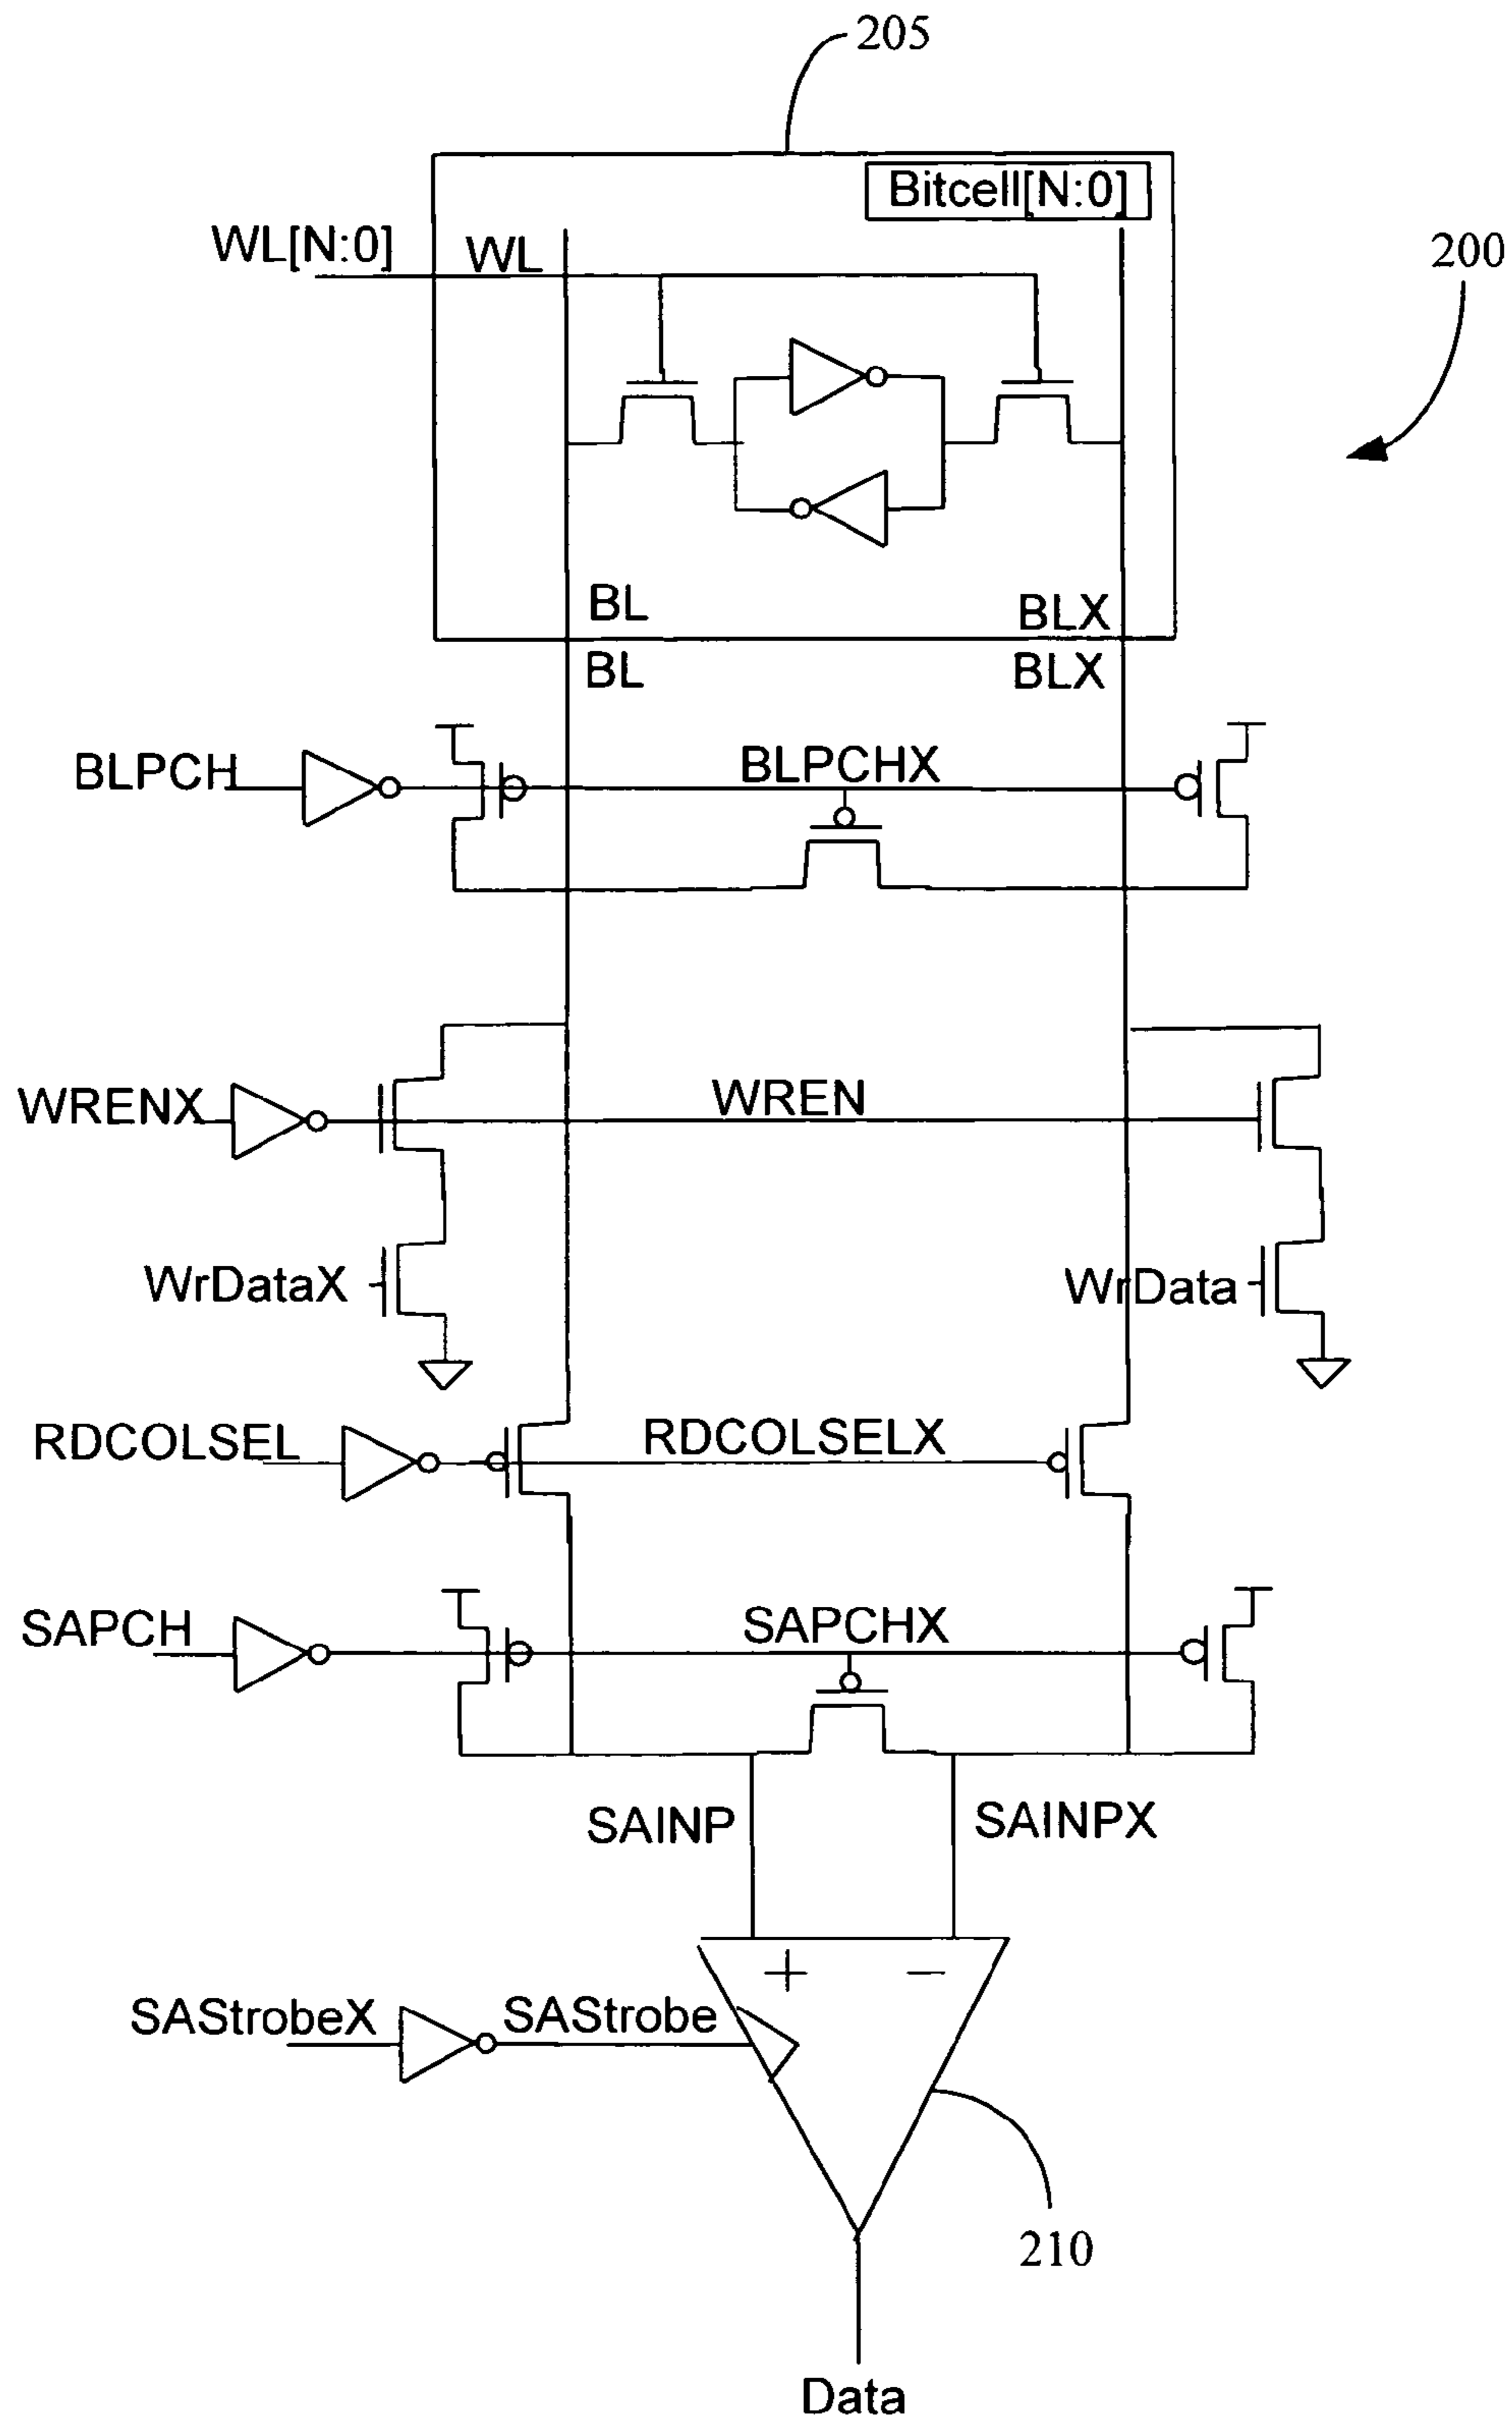 205
Bitcell[N:0]
200
WL[N:0]
WL
BL
BLX
BL
BLX
BLPCH
BLPCHX
WRENX
WREN
WrDataX
WrData
RDCOLSEL
RDCOLSELX
SAPCH
SAPCHX
SAINP
SAINPX
+
−
SAStrobeX
SAStrobe
210
Data